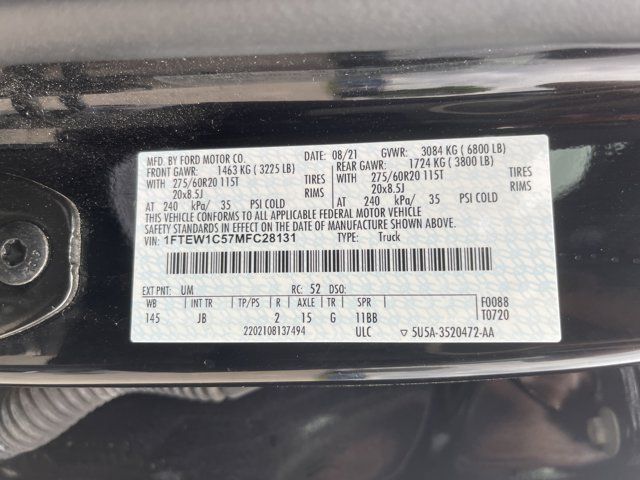 MFD. BY FORD MOTOR CO. DATE: 08/21 GVWR: 3084 KG ( 6800 LB)
FRONT GAWR: 1463 KG ( 3225 LB) REAR GAWR: 1724 KG ( 3800 LB)
WITH 275/60R20 115T TIRES WITH 275/60R20 115T TIRES
20x8.5J RIMS 20x8.5J RIMS
AT 240 kPa/ 35 PSI COLD AT 240 kPa/ 35 PSI COLD
THIS VEHICLE CONFORMS TO ALL APPLICABLE FEDERAL MOTOR VEHICLE
SAFETY STANDARDS IN EFFECT ON THE DATE OF MANUFACTURE SHOWN ABOVE.
VIN: 1FTEW1C57MFC28131 TYPE: Truck
EXT PNT: UM RC: 52 DSO:
WB INT TR TP/PS R AXLE TR SPR F0088
145 JB 2 15 G 11BB T0720
2202108137494 ULC ▽ 5U5A-3520472-AA